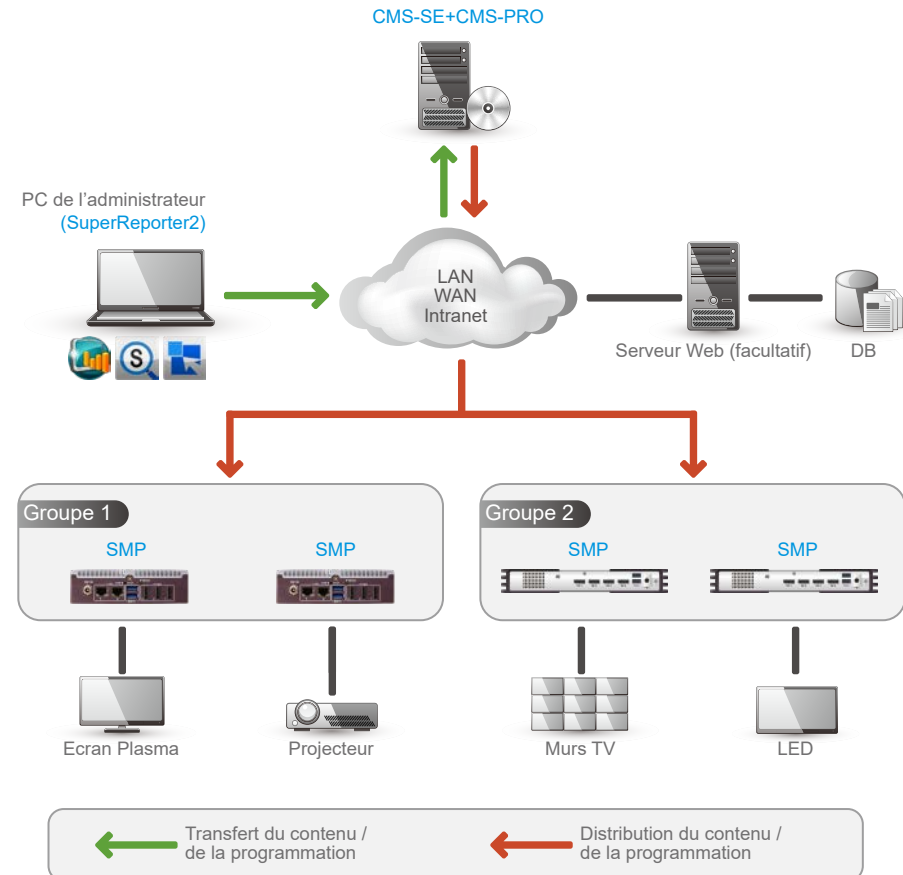 CMS-SE+CMS-PRO
PC de l'administrateur
(SuperReporter2)
LAN
WAN
Intranet
S
Serveur Web (facultatif)
DB
Groupe 1
SMP
SMP
Groupe 2
SMP
SMP
Ecran Plasma
Projecteur
Murs TV
LED
Transfert du contenu /
de la programmation
Distribution du contenu /
de la programmation